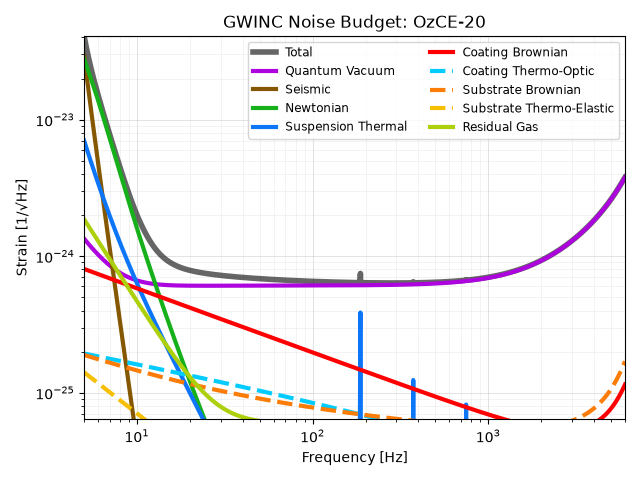 GWINC Noise Budget: OzCE-20
Total
Quantum Vacuum
Seismic
Newtonian
Suspension Thermal
Coating Brownian
Coating Thermo-Optic
Substrate Brownian
Substrate Thermo-Elastic
Residual Gas
Strain [1/√Hz]
10⁻²³
10⁻²⁴
10⁻²⁵
10¹
10²
10³
Frequency [Hz]